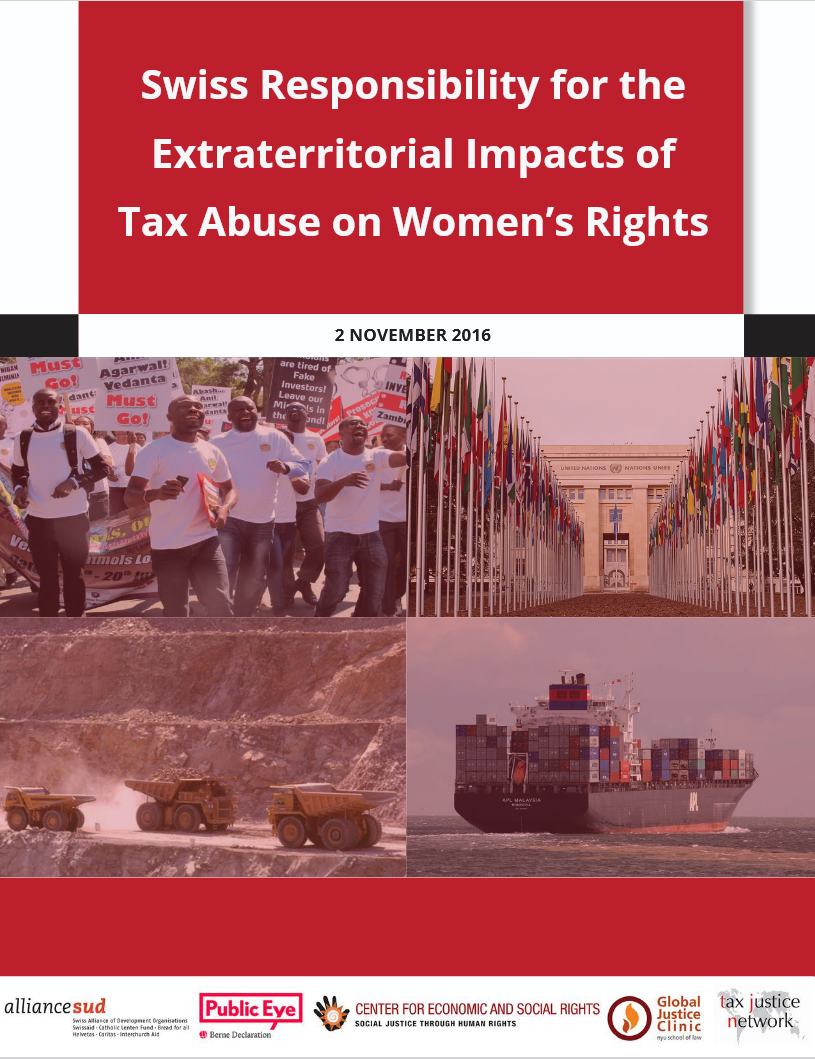 Swiss Responsibility for the
Extraterritorial Impacts of
Tax Abuse on Women’s Rights
2 NOVEMBER 2016
Must
Go!
Agarwal!
Vedanta
Must
Go!
are tired of
Fake
Investors!
Leave our
in
UNITED NATIONS NATIONS UNIES
APL MALAYSIA
APL
alliancesud
Swiss Alliance of Development Organisations
Swissaid · Catholic Lenten Fund · Bread for all
Helvetas · Caritas · Interchurch Aid
Public Eye
Berne Declaration
CENTER FOR ECONOMIC AND SOCIAL RIGHTS
SOCIAL JUSTICE THROUGH HUMAN RIGHTS
Global
Justice
Clinic
nyu school of law
tax justice
network